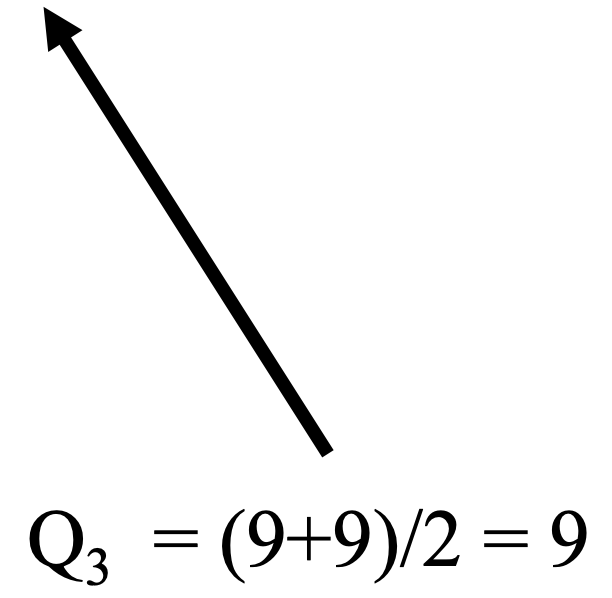 Q₃ = (9+9)/2 = 9